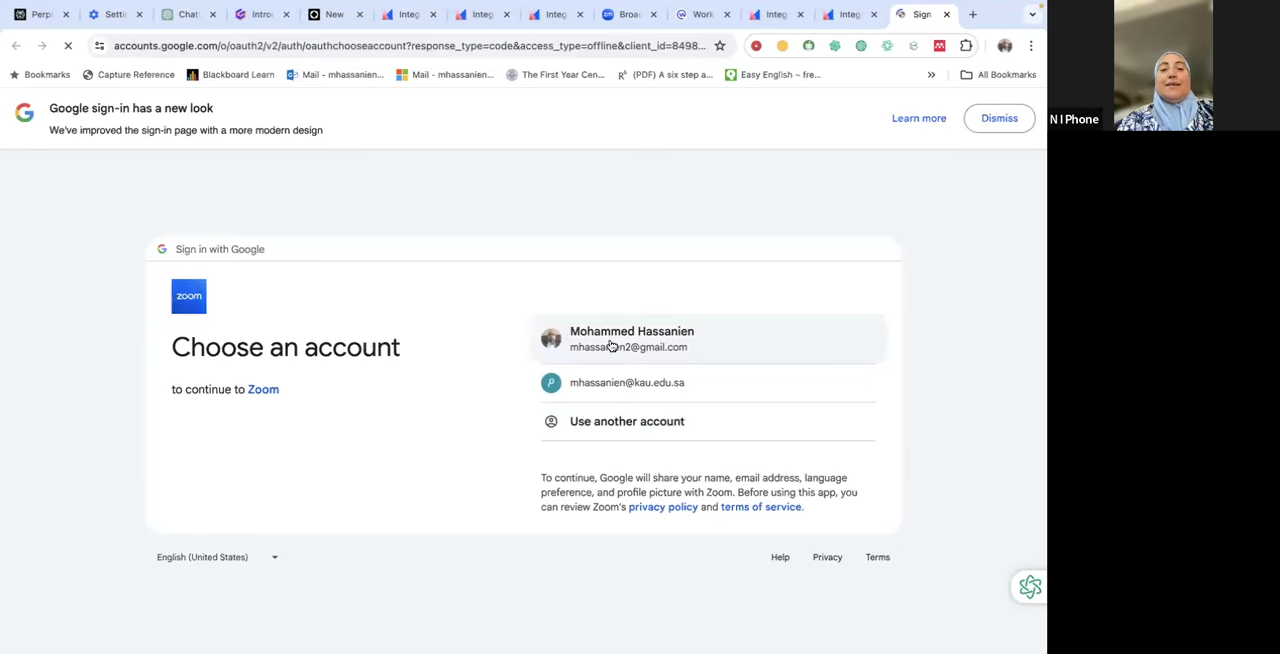 Perpl
Setti
Chat
Intro
New
Integ
Integ
Integ
Broa
Work
Integ
Integ
Sign
accounts.google.com/o/oauth2/v2/auth/oauthchooseaccount?response_type=code&access_type=offline&client_id=8498...
Bookmarks
Capture Reference
Blackboard Learn
Mail - mhassanien...
Mail - mhassanien...
The First Year Cen...
(PDF) A six step a...
Easy English – fre...
All Bookmarks
Google sign-in has a new look
We've improved the sign-in page with a more modern design
Learn more
Dismiss
N I Phone
Sign in with Google
zoom
Choose an account
to continue to Zoom
Mohammed Hassanien
mhassanien2@gmail.com
mhassanien@kau.edu.sa
Use another account
To continue, Google will share your name, email address, language
preference, and profile picture with Zoom. Before using this app, you
can review Zoom's privacy policy and terms of service.
English (United States)
Help
Privacy
Terms